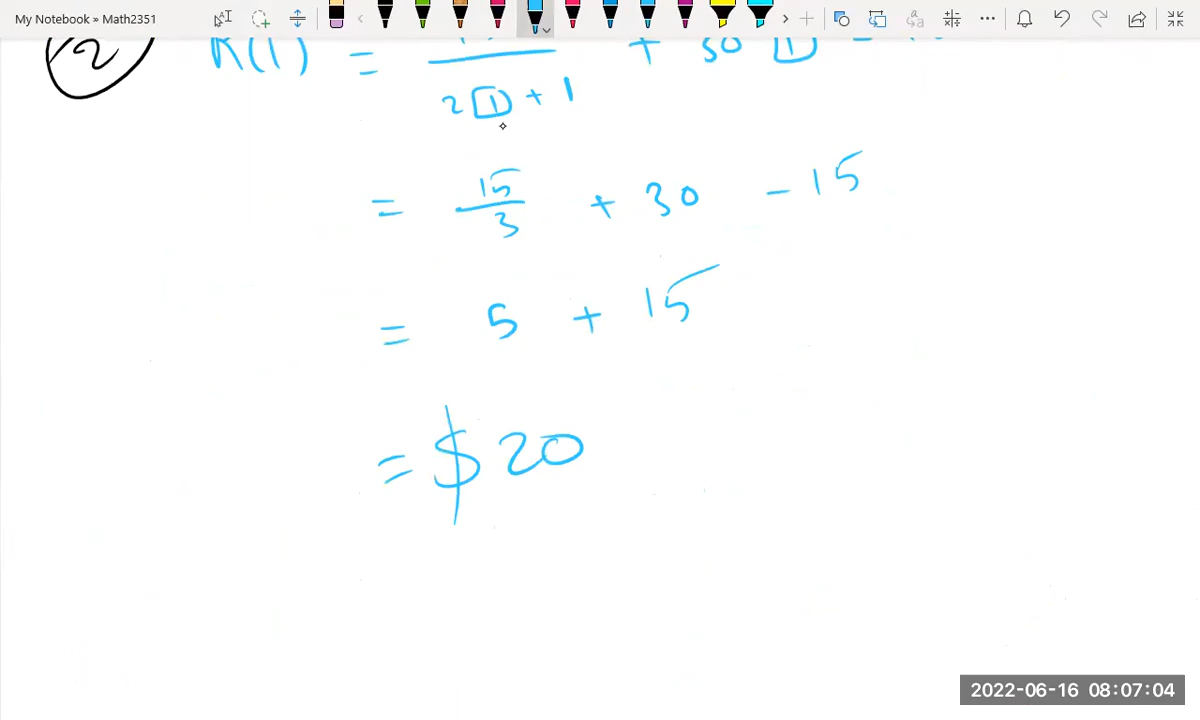 My Notebook » Math2351
2 R(1) = + 30 [1] -
2 [1] + 1
= 15/3 + 30 - 15
= 5 + 15
= $ 20
2022-06-16 08:07:04